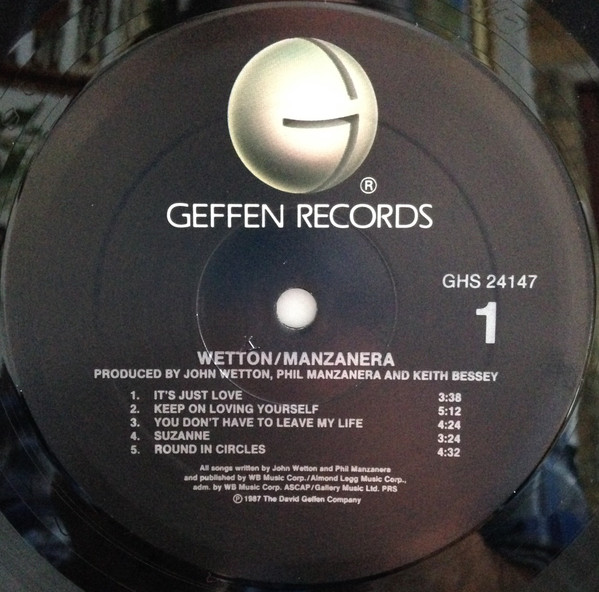 ®
GEFFEN RECORDS
GHS 24147
1
WETTON/MANZANERA
PRODUCED BY JOHN WETTON, PHIL MANZANERA AND KEITH BESSEY
1. IT'S JUST LOVE 3:38
2. KEEP ON LOVING YOURSELF 5:12
3. YOU DON'T HAVE TO LEAVE MY LIFE 4:24
4. SUZANNE 3:24
5. ROUND IN CIRCLES 4:32
All songs written by John Wetton and Phil Manzanera
and published by WB Music Corp./Almond Legg Music Corp.,
adm. by WB Music Corp. ASCAP/Gallery Music Ltd. PRS
℗ 1987 The David Geffen Company